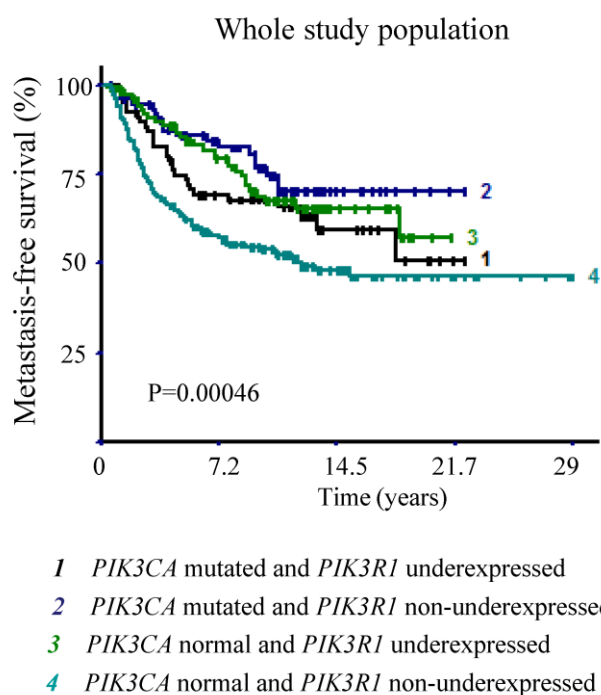 Whole study population
Metastasis-free survival (%)
100
75
50
25
2
3
1
4
P=0.00046
0 7.2 14.5 21.7 29
Time (years)
1 PIK3CA mutated and PIK3R1 underexpressed
2 PIK3CA mutated and PIK3R1 non-underexpressed
3 PIK3CA normal and PIK3R1 underexpressed
4 PIK3CA normal and PIK3R1 non-underexpressed